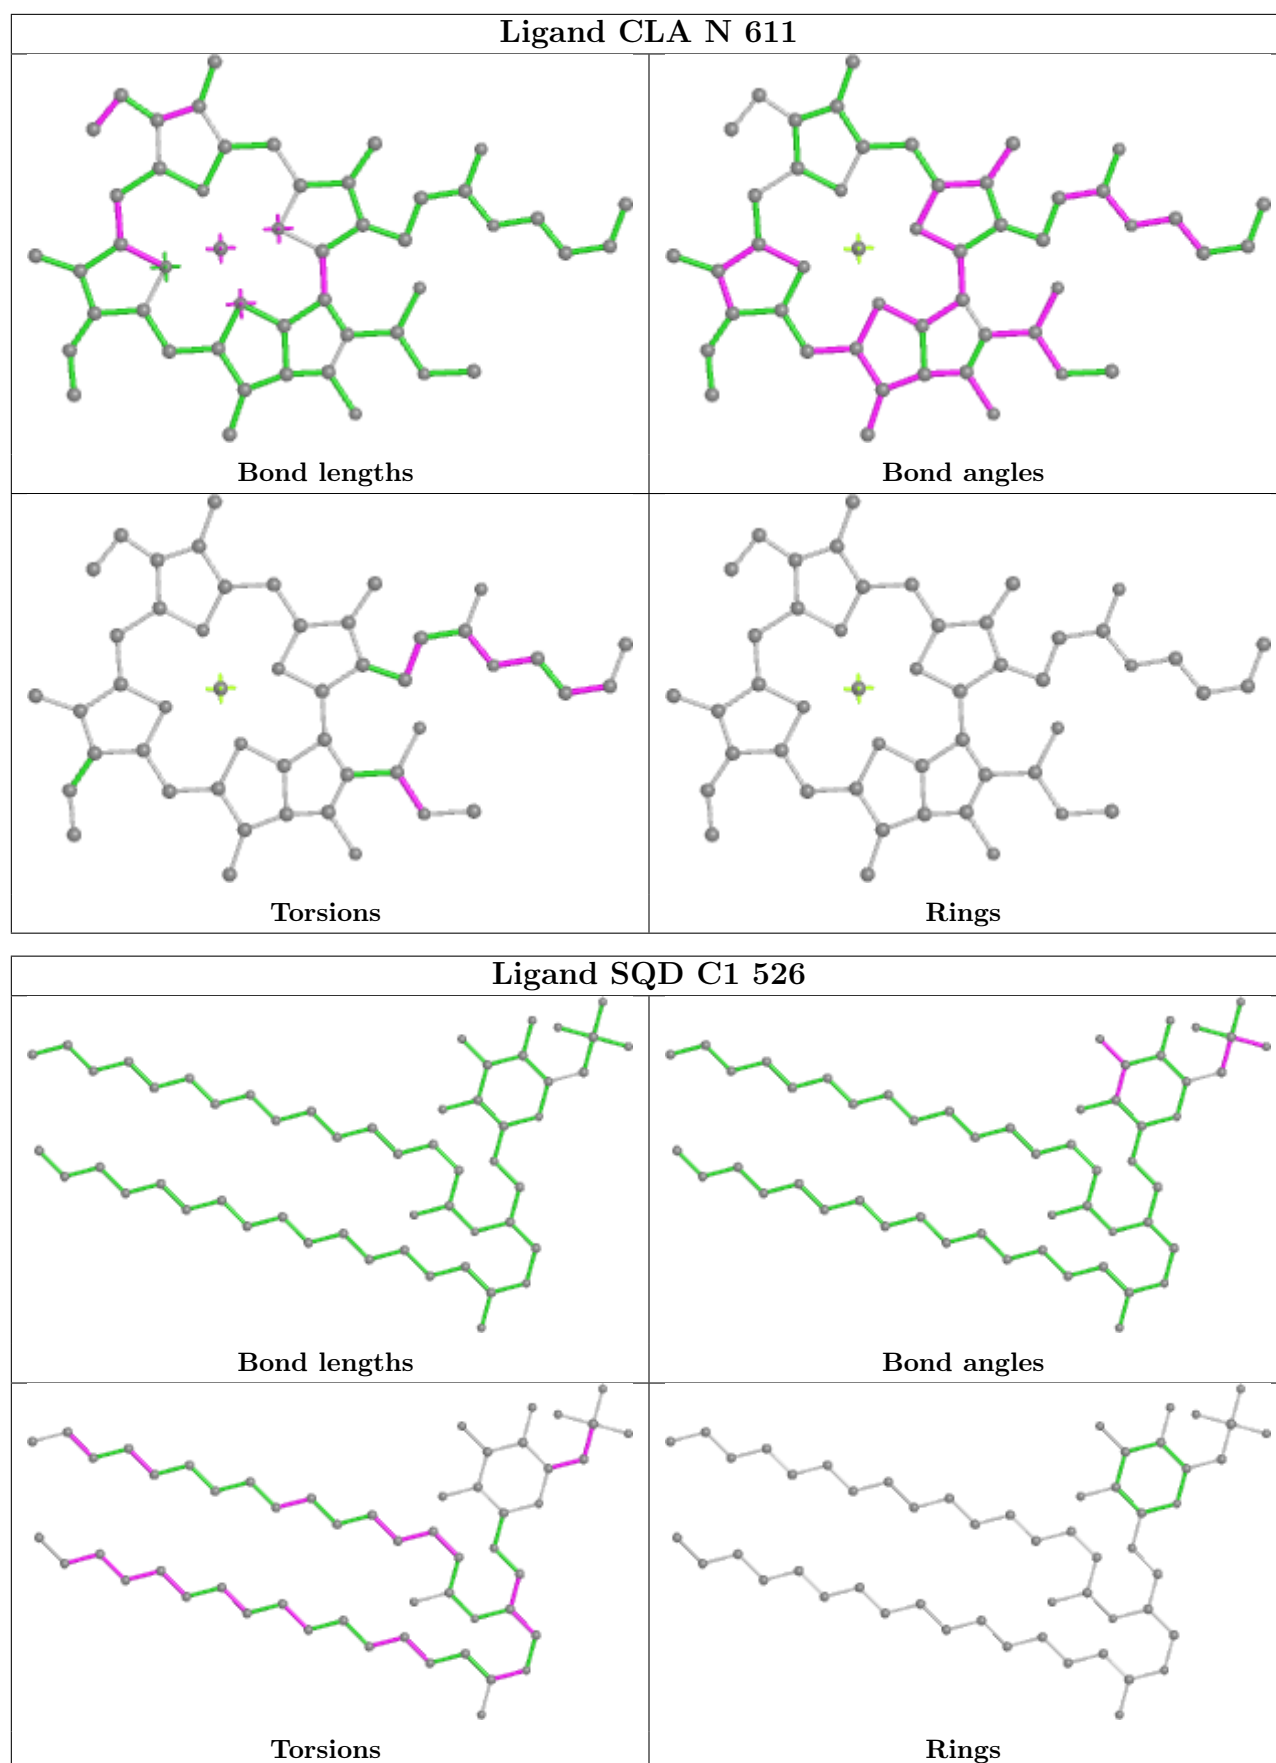 Ligand CLA N 611
Bond lengths
Bond angles
Torsions
Rings
Ligand SQD C1 526
Bond lengths
Bond angles
Torsions
Rings